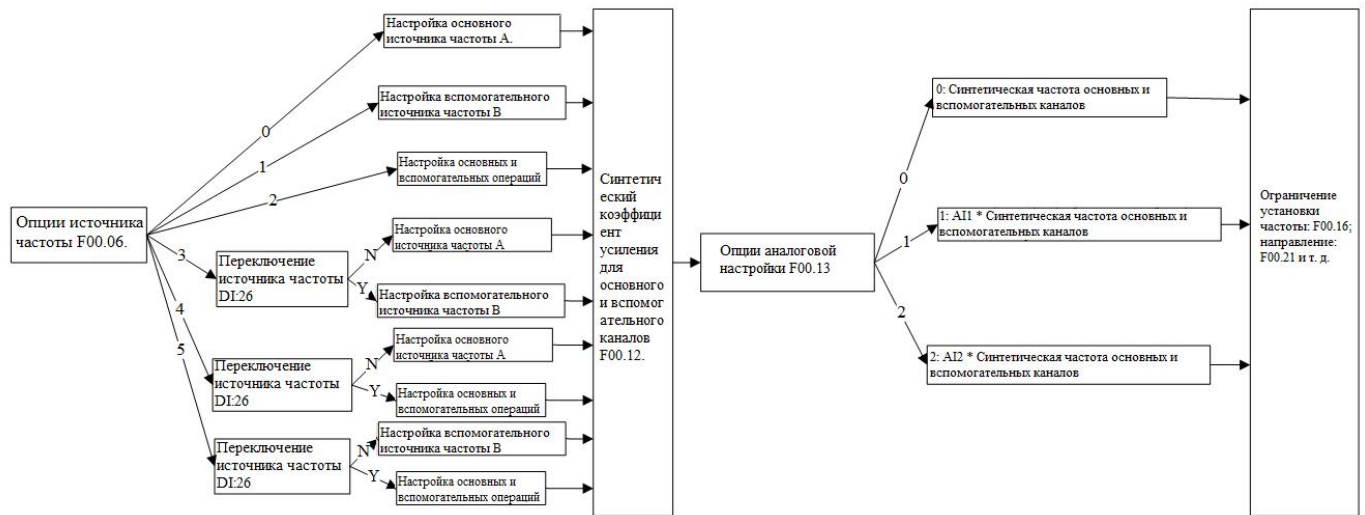 Опции источника
частоты F00.06.
0
1
2
3
4
5
Настройка основного
источника частоты А.
Настройка вспомогательного
источника частоты В
Настройка основных и
вспомогательных операций
Переключение
источника частоты
DI:26
N
Y
Настройка основного
источника частоты А
Настройка вспомогательного
источника частоты В
Переключение
источника частоты
DI:26
N
Y
Настройка основного
источника частоты А
Настройка основных и
вспомогательных операций
Переключение
источника частоты
DI:26
N
Y
Настройка вспомогательного
источника частоты В
Настройка основных и
вспомогательных операций
Синтетич
еский
коэффици
ент
усиления
для
основного
и вспомог
ательного
каналов
F00.12.
Опции аналоговой
настройки F00.13
0
1
2
0: Синтетическая частота основных и
вспомогательных каналов
1: AI1 * Синтетическая частота основных и
вспомогательных каналов
2: AI2 * Синтетическая частота основных и
вспомогательных каналов
Ограничение
установки
частоты: F00.16;
направление:
F00.21 и т. д.